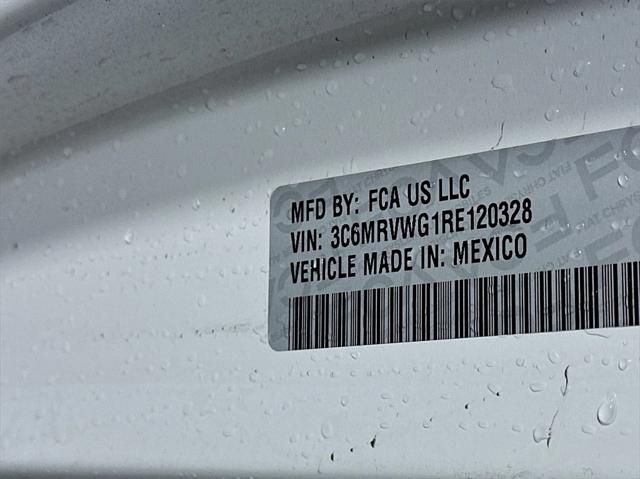 MFD BY: FCA US LLC
VIN: 3C6MRVWG1RE120328
VEHICLE MADE IN: MEXICO